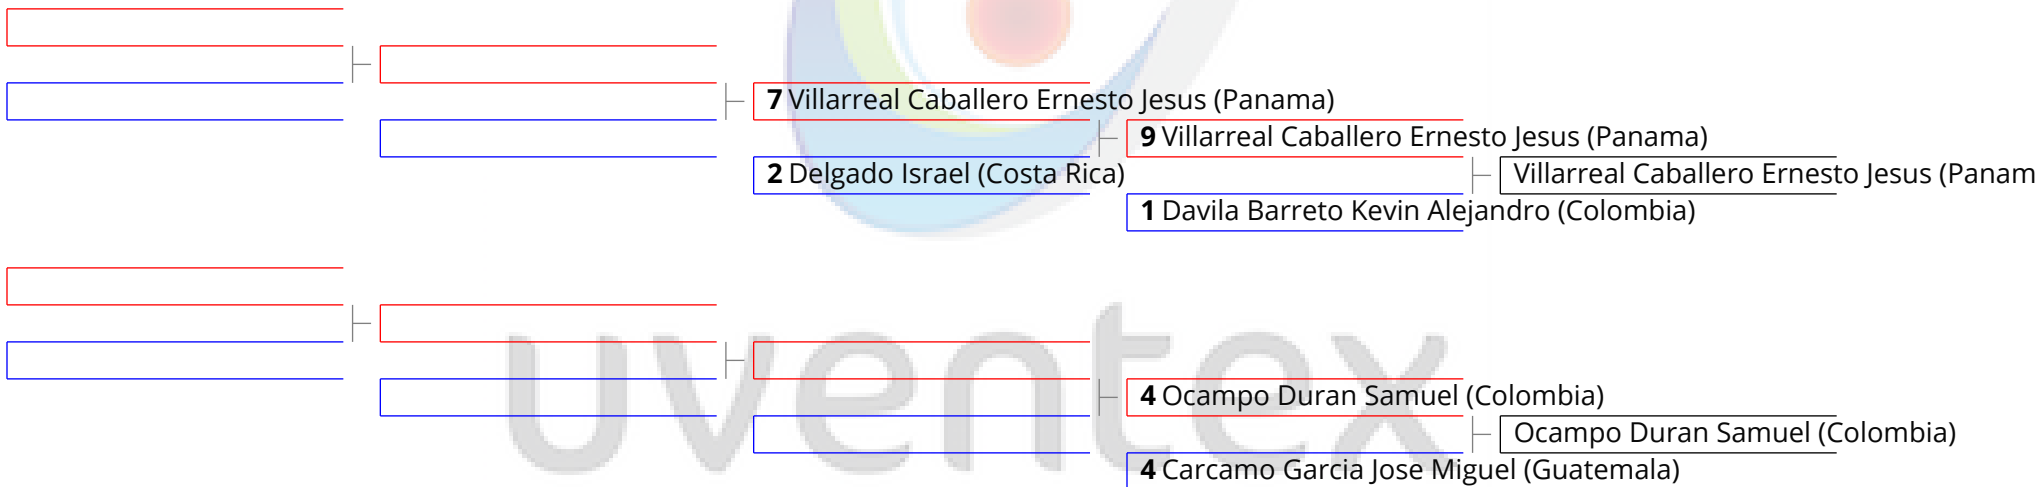 7 Villarreal Caballero Ernesto Jesus (Panama)
9 Villarreal Caballero Ernesto Jesus (Panama)
2 Delgado Israel (Costa Rica)
Villarreal Caballero Ernesto Jesus (Panam
1 Davila Barreto Kevin Alejandro (Colombia)
4 Ocampo Duran Samuel (Colombia)
Ocampo Duran Samuel (Colombia)
4 Carcamo Garcia Jose Miguel (Guatemala)
uventex